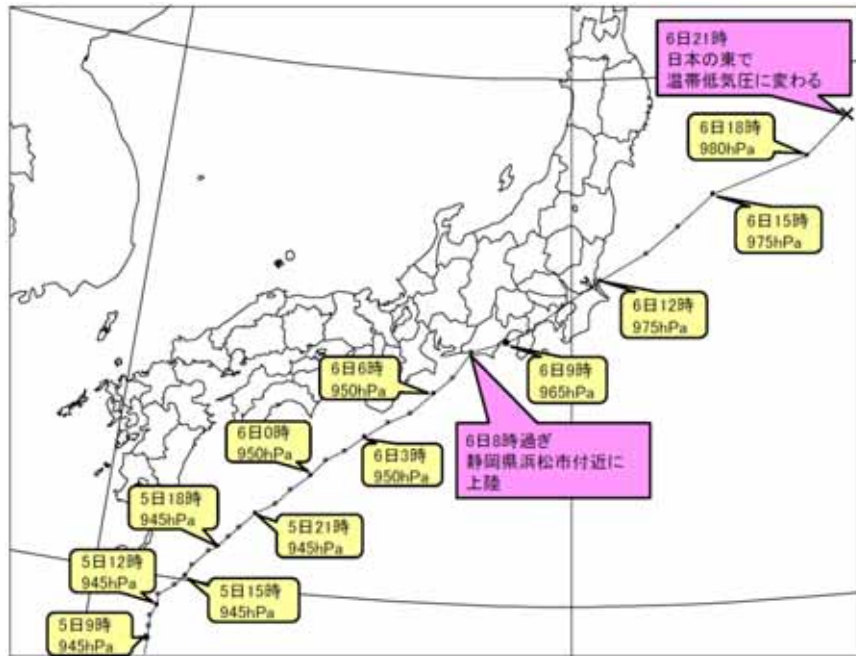 6日21時
日本の東で
温帯低気圧に変わる
6日18時
980hPa
6日15時
975hPa
6日12時
975hPa
6日9時
965hPa
6日8時過ぎ
静岡県浜松市付近に
上陸
6日6時
950hPa
6日3時
950hPa
6日0時
950hPa
5日21時
945hPa
5日18時
945hPa
5日15時
945hPa
5日12時
945hPa
5日9時
945hPa